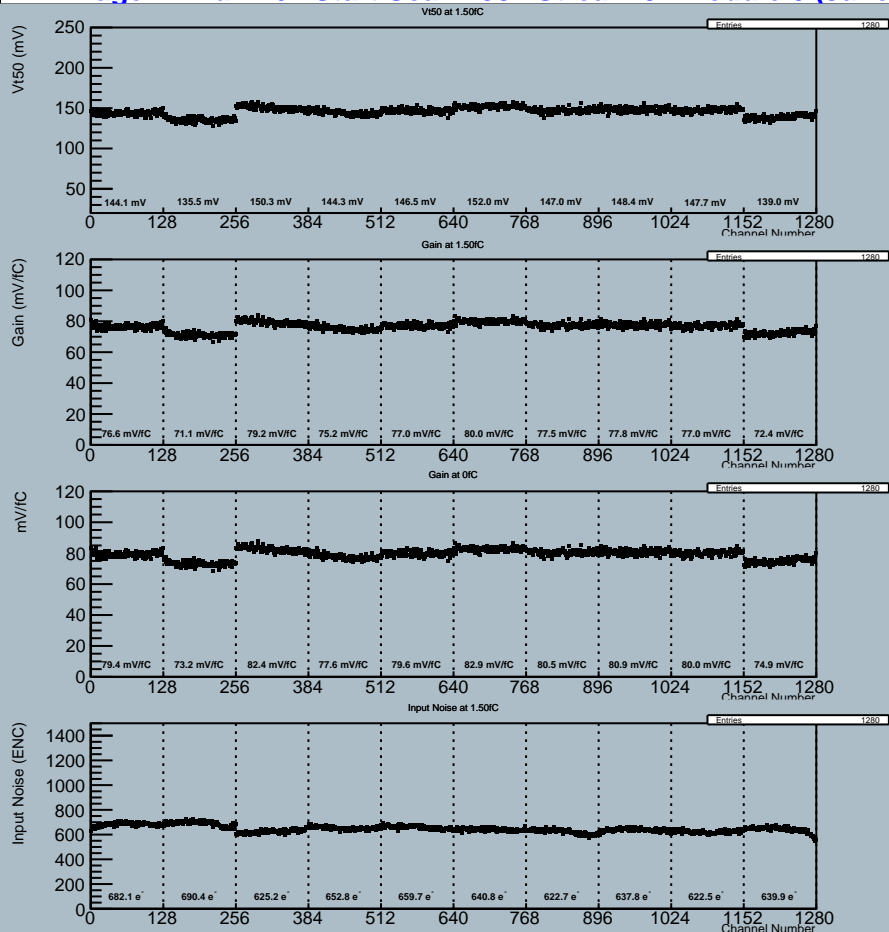 Vt50 at 1.50fC
Entries 1280
Vt50 (mV)
250
200
150
100
50
144.1 mV 135.5 mV 150.3 mV 144.3 mV 146.5 mV 152.0 mV 147.0 mV 148.4 mV 147.7 mV 139.0 mV
0 128 256 384 512 640 768 896 1024 1152 1280
Channel Number
Gain at 1.50fC
Entries 1280
Gain (mV/fC)
120
100
80
60
40
20
0
76.6 mV/fC 71.1 mV/fC 79.2 mV/fC 75.2 mV/fC 77.0 mV/fC 80.0 mV/fC 77.5 mV/fC 77.8 mV/fC 77.0 mV/fC 72.4 mV/fC
0 128 256 384 512 640 768 896 1024 1152 1280
Channel Number
Gain at 0fC
Entries 1280
mV/fC
120
100
80
60
40
20
0
79.4 mV/fC 73.2 mV/fC 82.4 mV/fC 77.6 mV/fC 79.6 mV/fC 82.9 mV/fC 80.5 mV/fC 80.9 mV/fC 80.0 mV/fC 74.9 mV/fC
0 128 256 384 512 640 768 896 1024 1152 1280
Channel Number
Input Noise at 1.50fC
Entries 1280
Input Noise (ENC)
1400
1200
1000
800
600
400
200
0
682.1 e⁻ 690.4 e⁻ 625.2 e⁻ 652.8 e⁻ 659.7 e⁻ 640.8 e⁻ 622.7 e⁻ 637.8 e⁻ 622.5 e⁻ 639.9 e⁻
0 128 256 384 512 640 768 896 1024 1152 1280
Channel Number